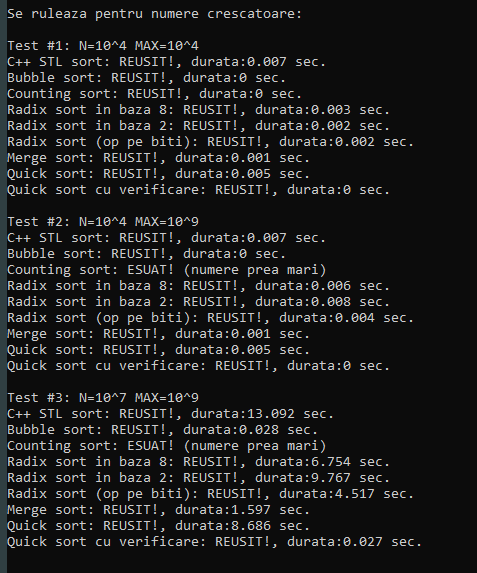 Se ruleaza pentru numere crescatoare:

Test #1: N=10^4 MAX=10^4
C++ STL sort: REUSIT!, durata:0.007 sec.
Bubble sort: REUSIT!, durata:0 sec.
Counting sort: REUSIT!, durata:0 sec.
Radix sort in baza 8: REUSIT!, durata:0.003 sec.
Radix sort in baza 2: REUSIT!, durata:0.002 sec.
Radix sort (op pe biti): REUSIT!, durata:0.002 sec.
Merge sort: REUSIT!, durata:0.001 sec.
Quick sort: REUSIT!, durata:0.005 sec.
Quick sort cu verificare: REUSIT!, durata:0 sec.

Test #2: N=10^4 MAX=10^9
C++ STL sort: REUSIT!, durata:0.007 sec.
Bubble sort: REUSIT!, durata:0 sec.
Counting sort: ESUAT! (numere prea mari)
Radix sort in baza 8: REUSIT!, durata:0.006 sec.
Radix sort in baza 2: REUSIT!, durata:0.008 sec.
Radix sort (op pe biti): REUSIT!, durata:0.004 sec.
Merge sort: REUSIT!, durata:0.001 sec.
Quick sort: REUSIT!, durata:0.005 sec.
Quick sort cu verificare: REUSIT!, durata:0 sec.

Test #3: N=10^7 MAX=10^9
C++ STL sort: REUSIT!, durata:13.092 sec.
Bubble sort: REUSIT!, durata:0.028 sec.
Counting sort: ESUAT! (numere prea mari)
Radix sort in baza 8: REUSIT!, durata:6.754 sec.
Radix sort in baza 2: REUSIT!, durata:9.767 sec.
Radix sort (op pe biti): REUSIT!, durata:4.517 sec.
Merge sort: REUSIT!, durata:1.597 sec.
Quick sort: REUSIT!, durata:8.686 sec.
Quick sort cu verificare: REUSIT!, durata:0.027 sec.